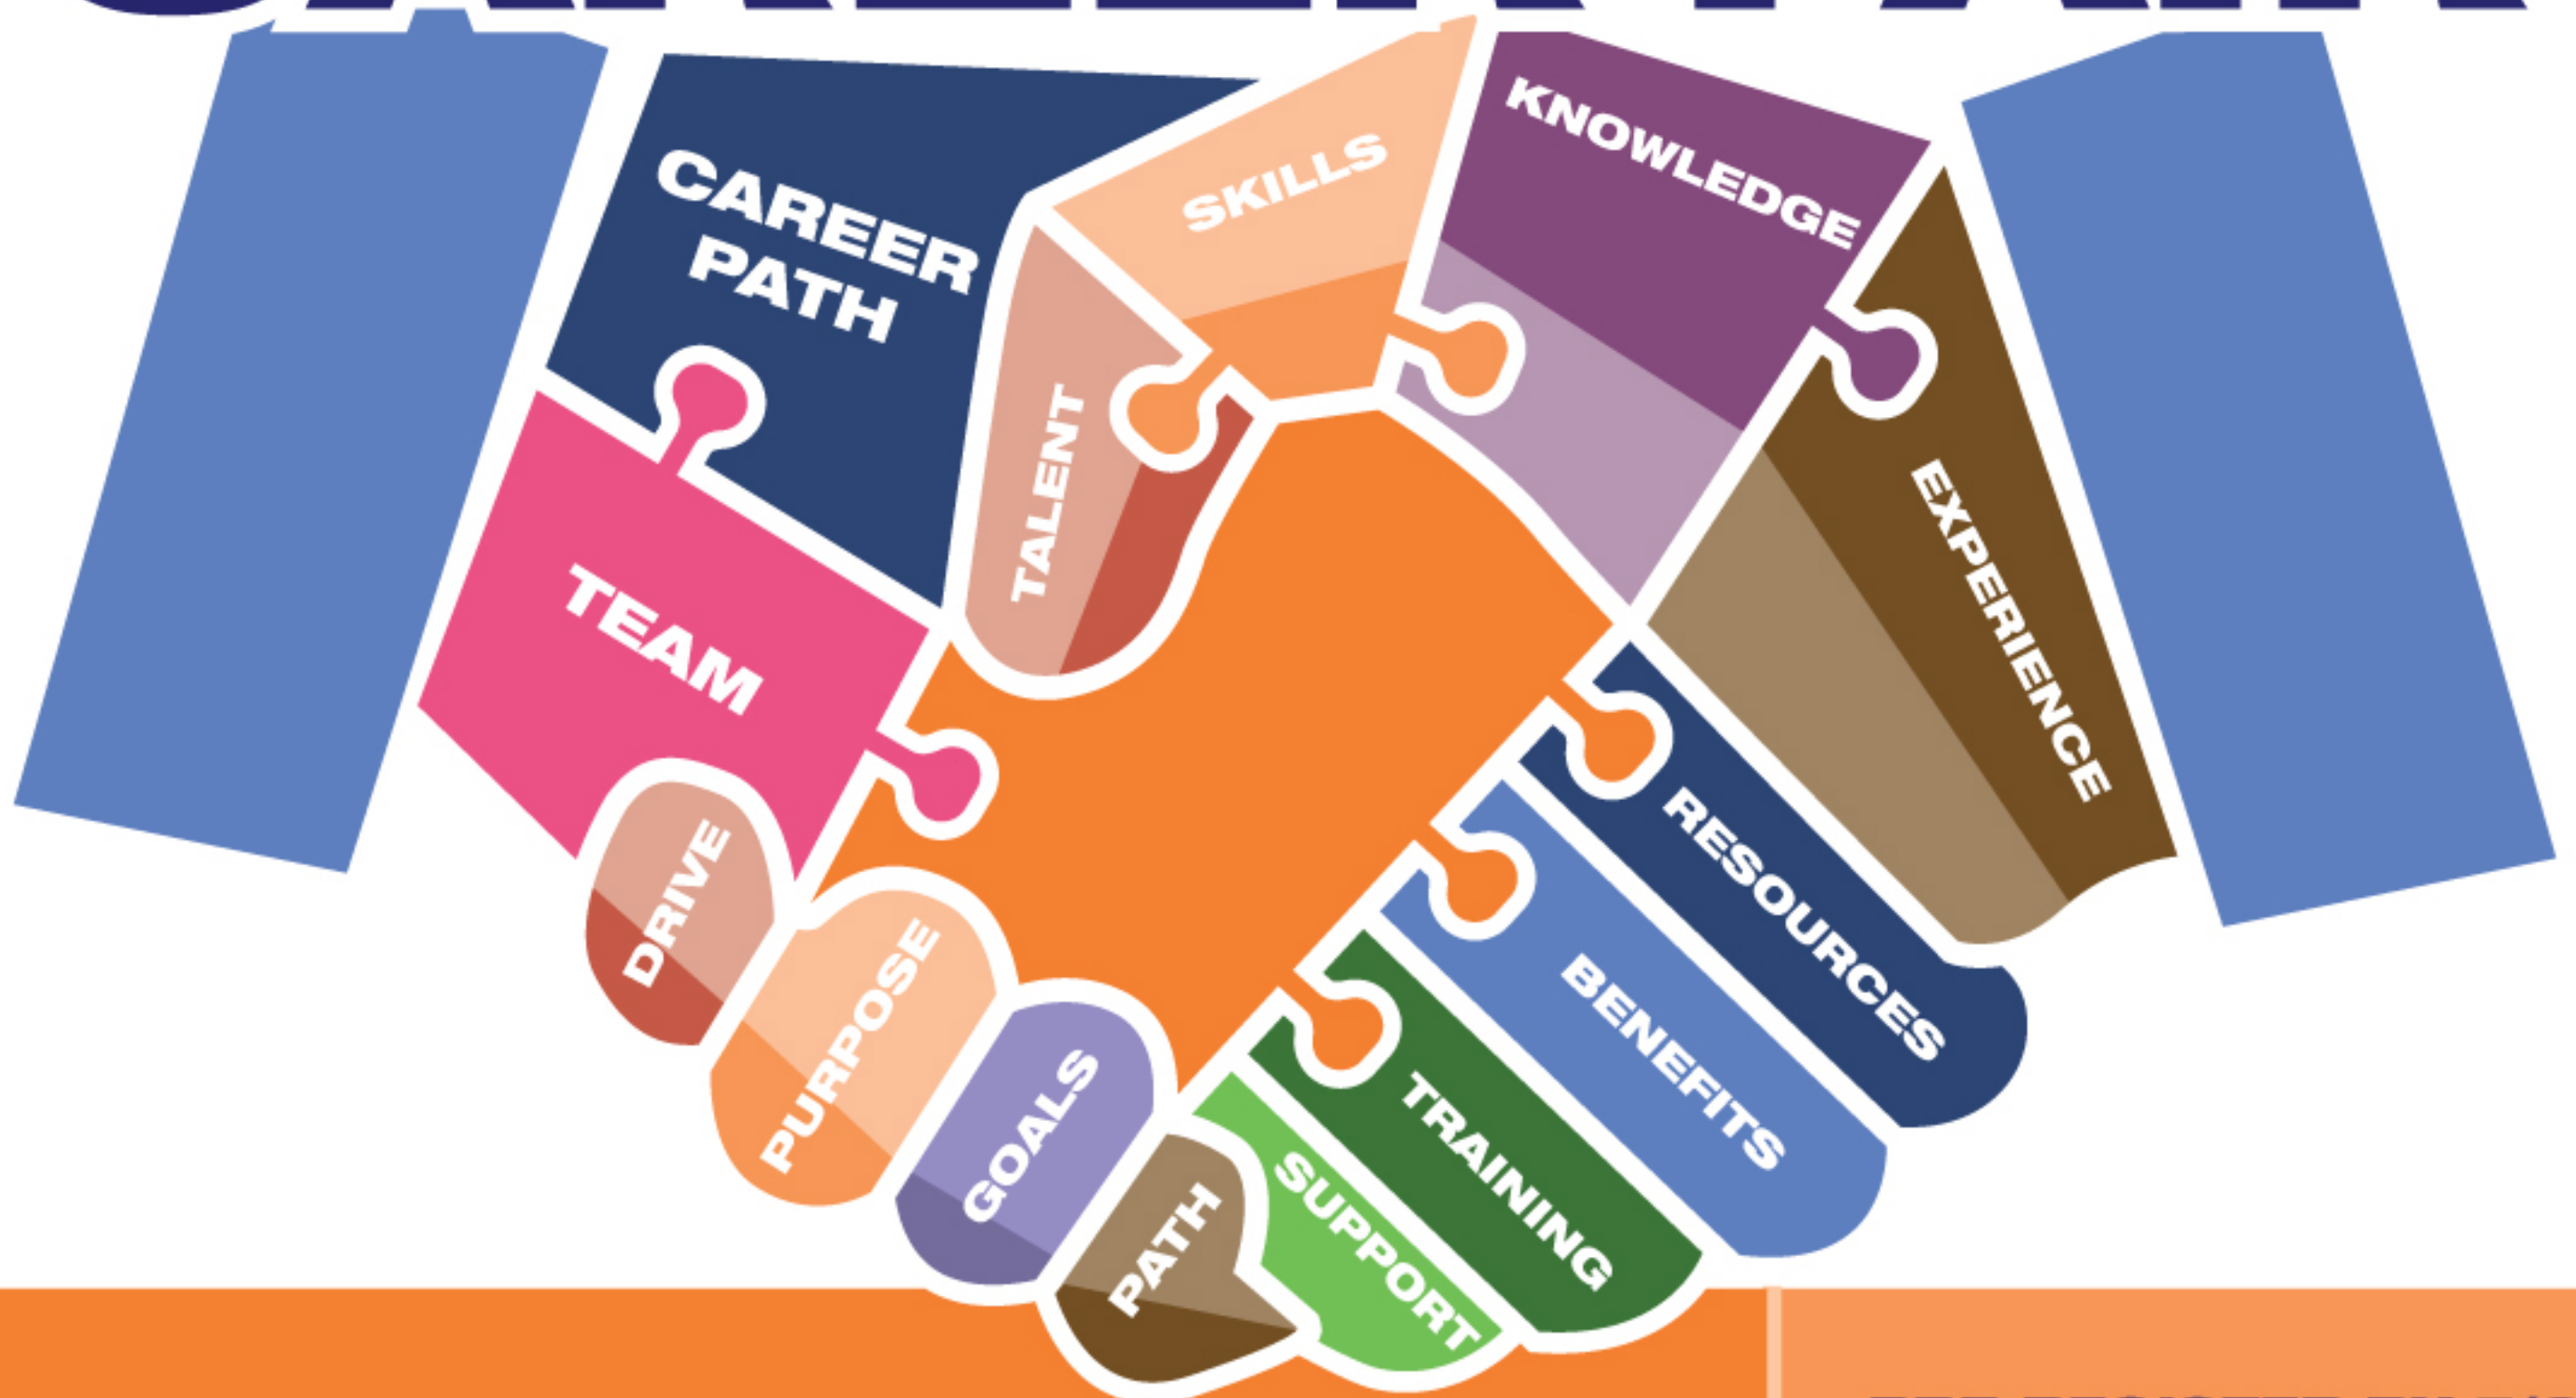 CAREER
PATH
SKILLS
KNOWLEDGE
TALENT
TEAM
EXPERIENCE
DRIVE
PURPOSE
GOALS
PATH
SUPPORT
TRAINING
BENEFITS
RESOURCES